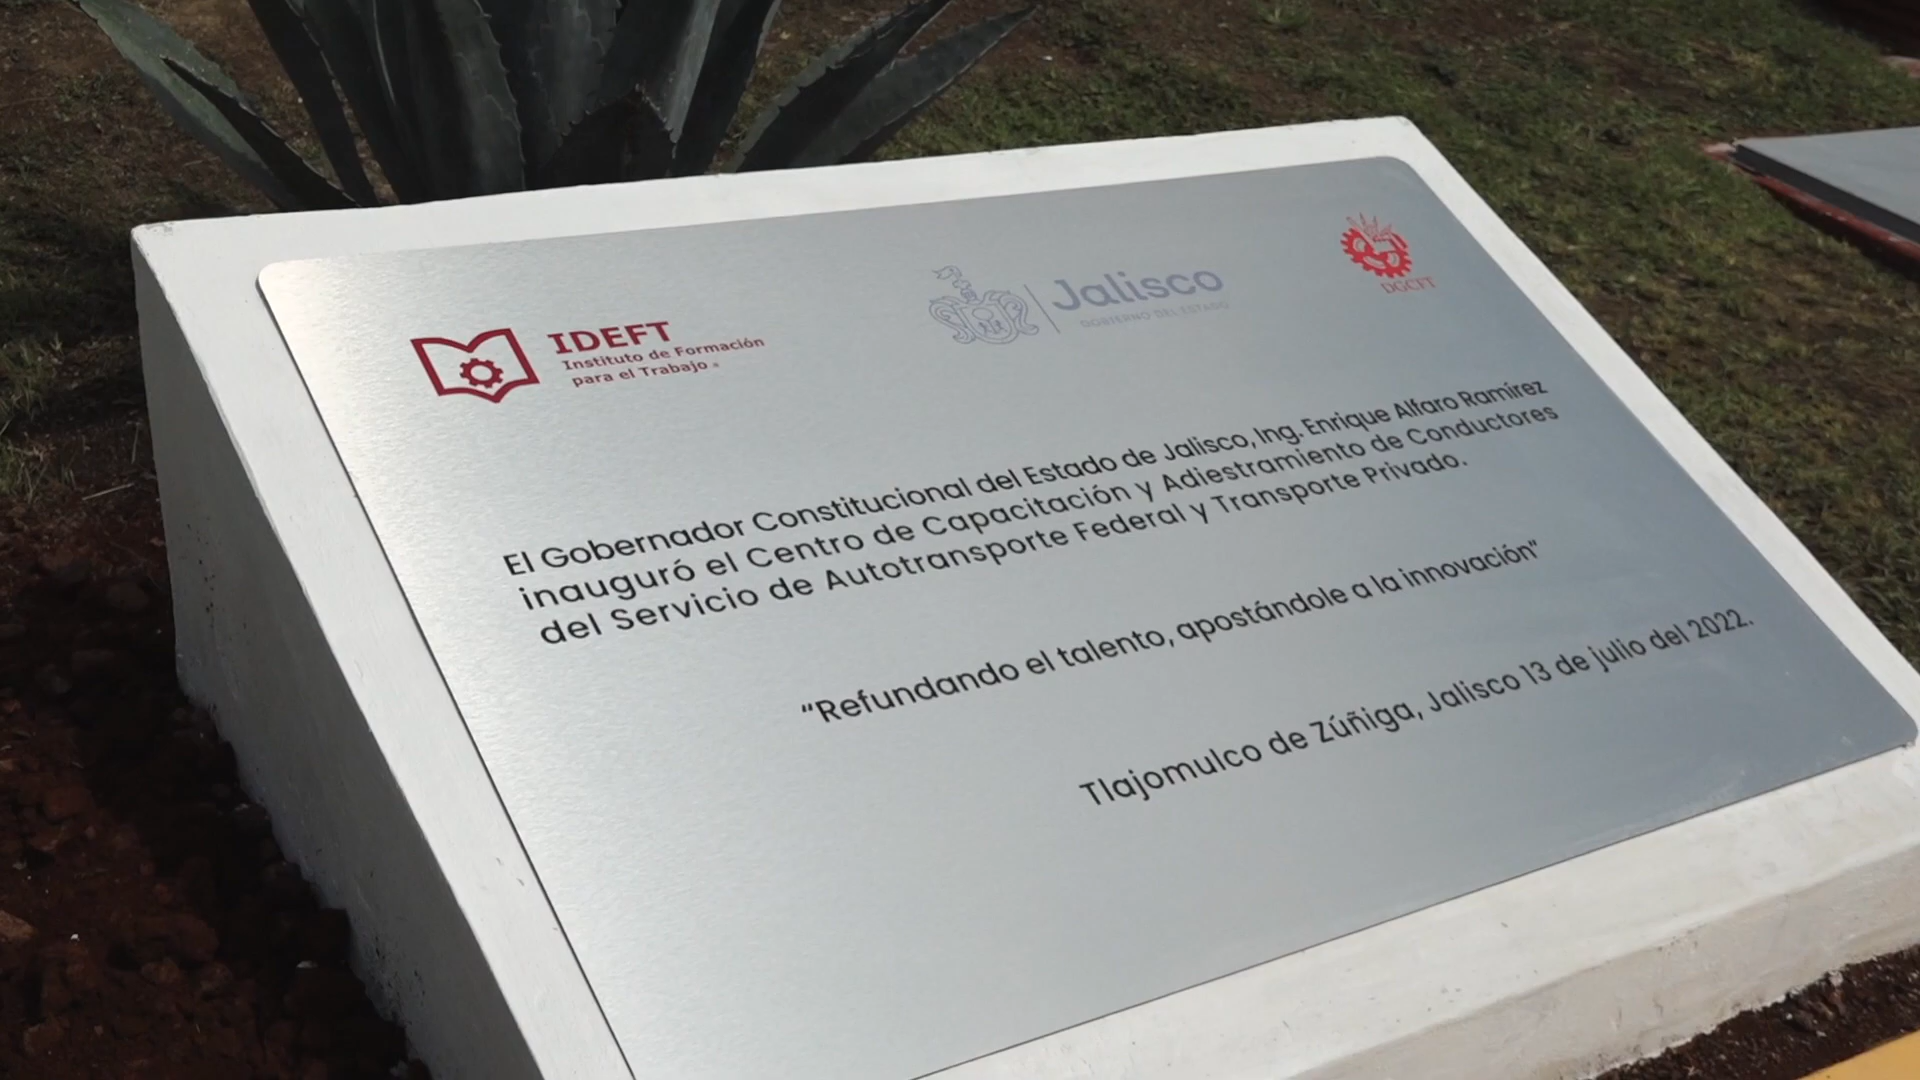 IDEFT
Instituto de Formación
para el Trabajo
Jalisco
GOBIERNO DEL ESTADO
DGCFT
El Gobernador Constitucional del Estado de Jalisco, Ing. Enrique Alfaro Ramírez
inauguró el Centro de Capacitación y Adiestramiento de Conductores
del Servicio de Autotransporte Federal y Transporte Privado.
“Refundando el talento, apostándole a la innovación”
Tlajomulco de Zúñiga, Jalisco 13 de julio del 2022.